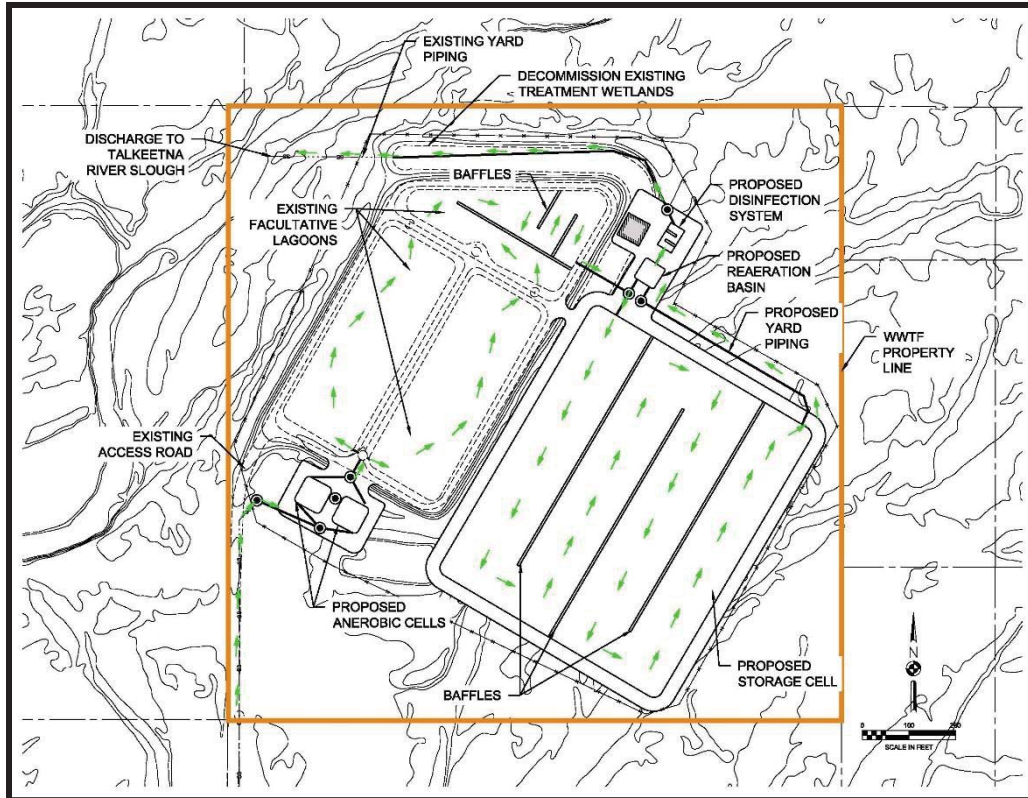 EXISTING YARD
PIPING
DECOMMISSION EXISTING
TREATMENT WETLANDS
DISCHARGE TO
TALKEETNA
RIVER SLOUGH
BAFFLES
EXISTING
FACULTATIVE
LAGOONS
PROPOSED
DISINFECTION
SYSTEM
PROPOSED
REAERATION
BASIN
PROPOSED
YARD
PIPING
WWTF
PROPERTY
LINE
EXISTING
ACCESS ROAD
PROPOSED
ANEROBIC CELLS
BAFFLES
PROPOSED
STORAGE CELL
N
0 100 250
SCALE IN FEET